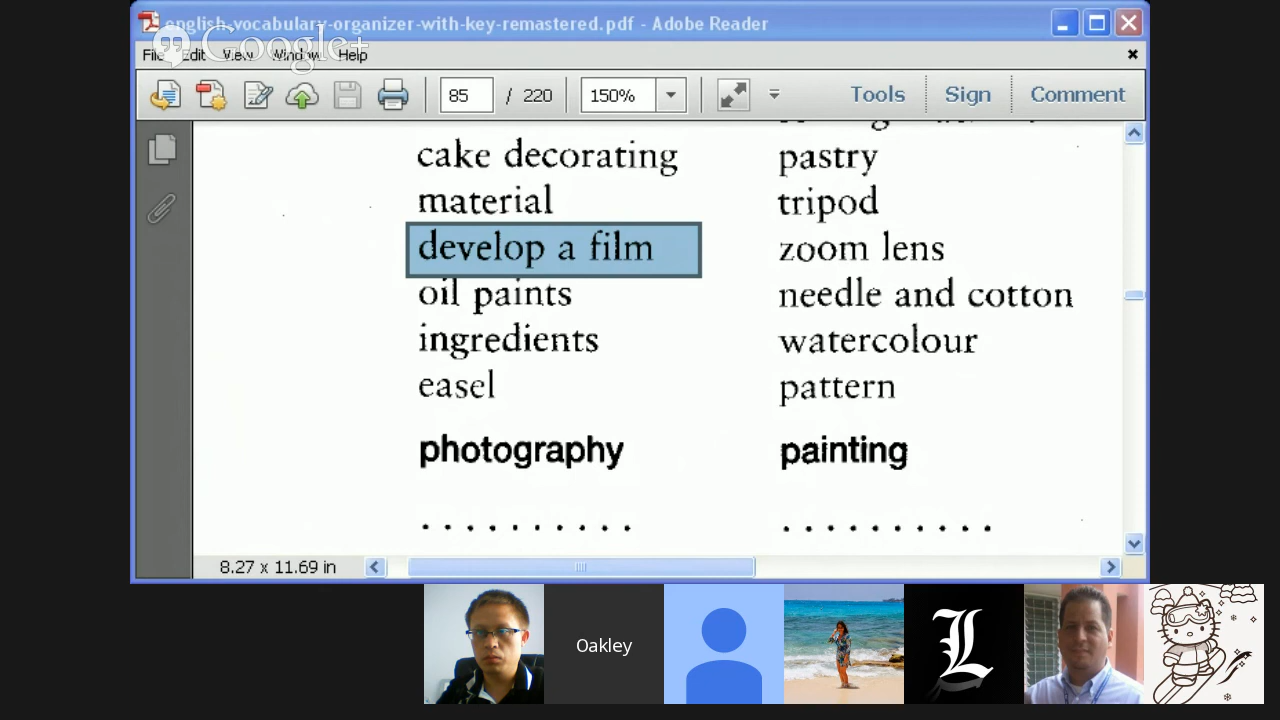 english-vocabulary-organizer-with-key-remastered.pdf - Adobe Reader
Google+
File Edit View Window Help
85 / 220 150% Tools Sign Comment
cake decorating pastry
material tripod
develop a film zoom lens
oil paints needle and cotton
ingredients watercolour
easel pattern
photography painting
8.27 x 11.69 in
Oakley
L